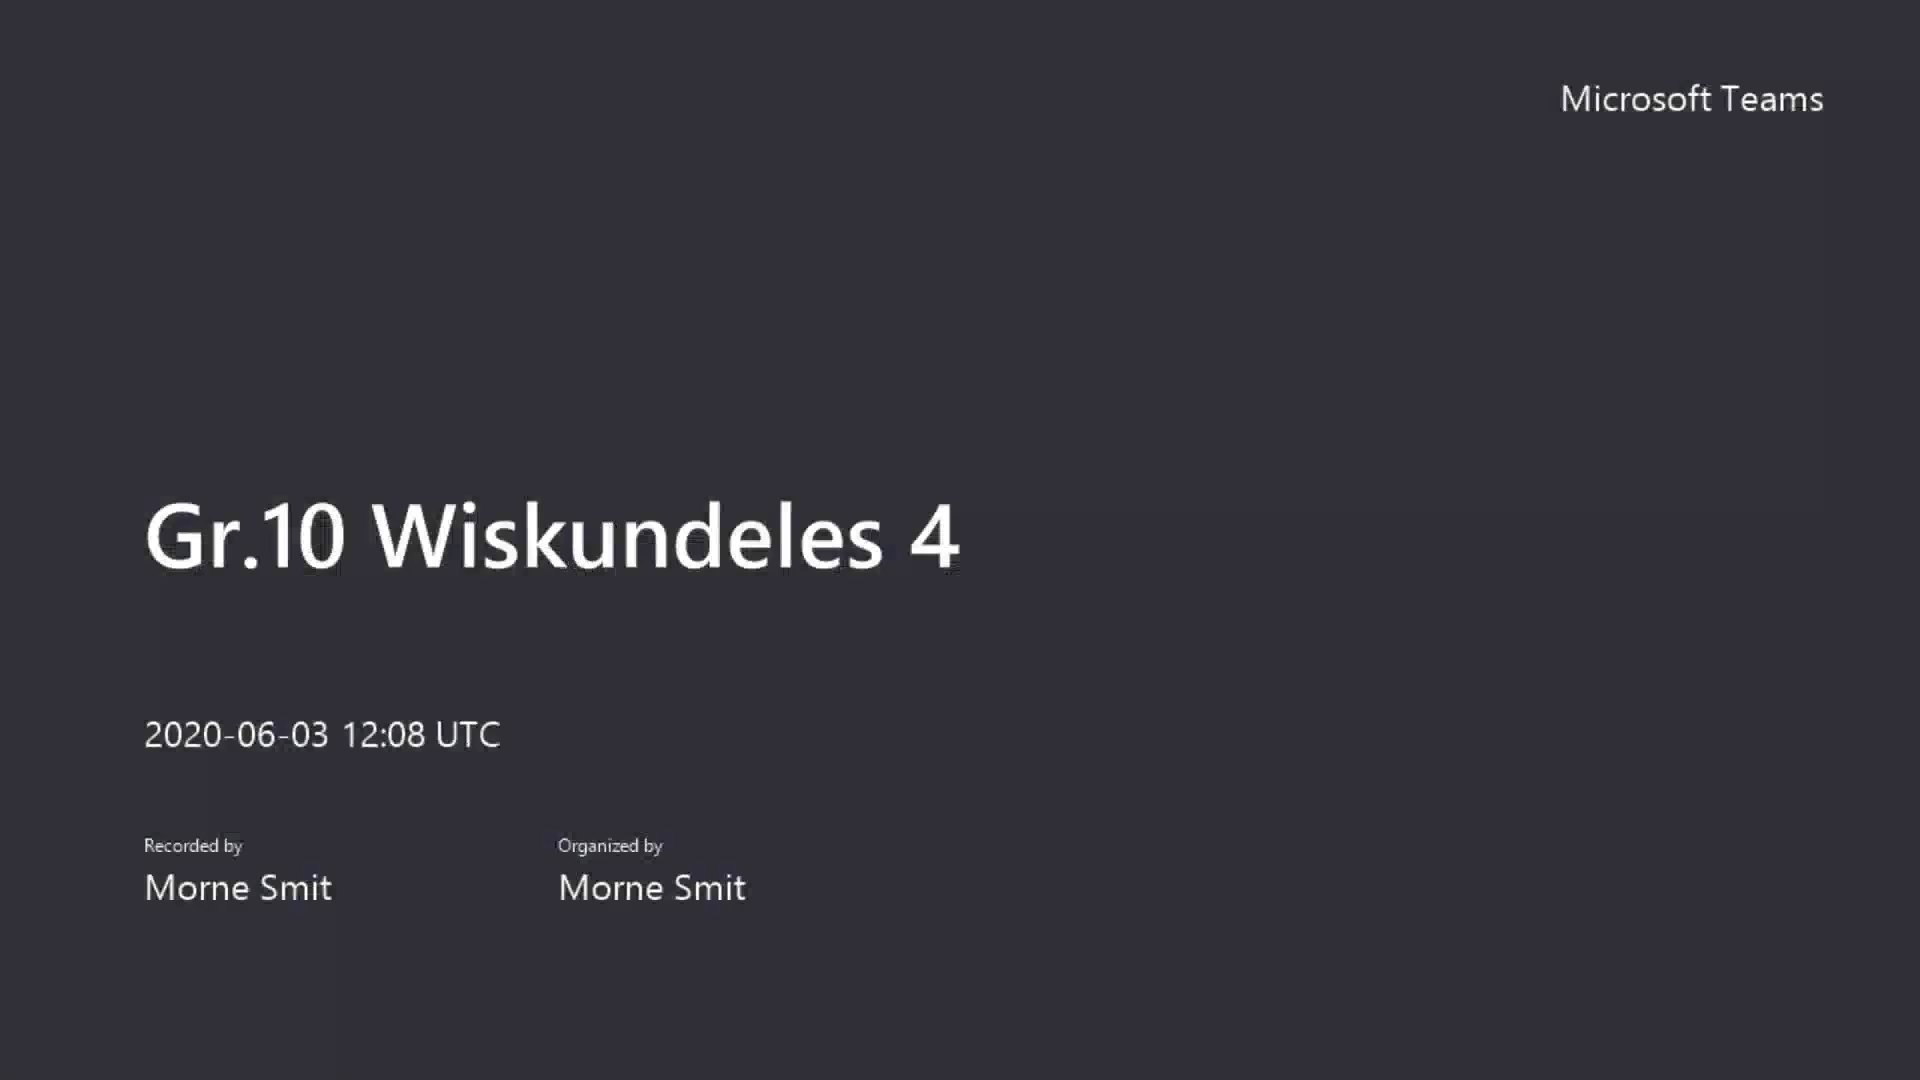 Microsoft Teams
Gr.10 Wiskundeles 4
2020-06-03 12:08 UTC
Recorded by
Morne Smit
Organized by
Morne Smit